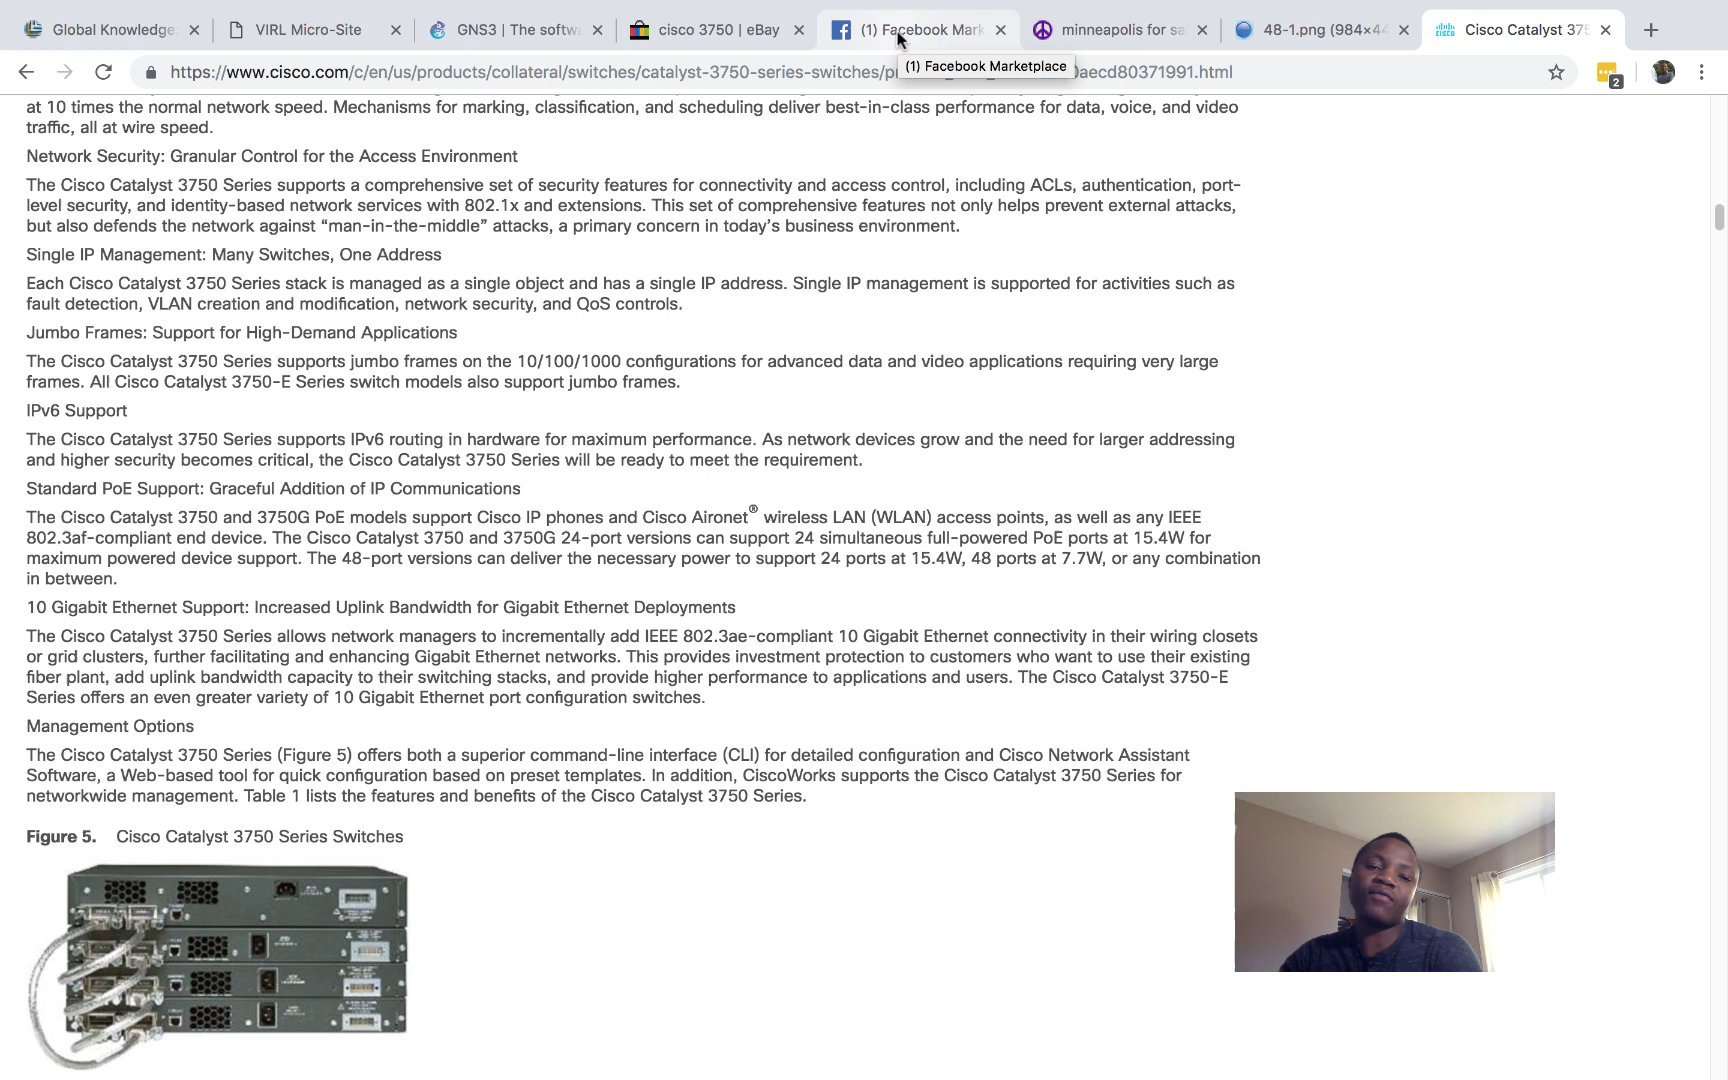 Global Knowledge
VIRL Micro-Site
GNS3 | The softw
cisco 3750 | eBay
(1) Facebook Mark
minneapolis for sa
48-1.png (984×44
Cisco Catalyst 375
https://www.cisco.com/c/en/us/products/collateral/switches/catalyst-3750-series-switches/pr aecd80371991.html
(1) Facebook Marketplace
2
at 10 times the normal network speed. Mechanisms for marking, classification, and scheduling deliver best-in-class performance for data, voice, and video
traffic, all at wire speed.
Network Security: Granular Control for the Access Environment
The Cisco Catalyst 3750 Series supports a comprehensive set of security features for connectivity and access control, including ACLs, authentication, port-
level security, and identity-based network services with 802.1x and extensions. This set of comprehensive features not only helps prevent external attacks,
but also defends the network against “man-in-the-middle” attacks, a primary concern in today’s business environment.
Single IP Management: Many Switches, One Address
Each Cisco Catalyst 3750 Series stack is managed as a single object and has a single IP address. Single IP management is supported for activities such as
fault detection, VLAN creation and modification, network security, and QoS controls.
Jumbo Frames: Support for High-Demand Applications
The Cisco Catalyst 3750 Series supports jumbo frames on the 10/100/1000 configurations for advanced data and video applications requiring very large
frames. All Cisco Catalyst 3750-E Series switch models also support jumbo frames.
IPv6 Support
The Cisco Catalyst 3750 Series supports IPv6 routing in hardware for maximum performance. As network devices grow and the need for larger addressing
and higher security becomes critical, the Cisco Catalyst 3750 Series will be ready to meet the requirement.
Standard PoE Support: Graceful Addition of IP Communications
The Cisco Catalyst 3750 and 3750G PoE models support Cisco IP phones and Cisco Aironet® wireless LAN (WLAN) access points, as well as any IEEE
802.3af-compliant end device. The Cisco Catalyst 3750 and 3750G 24-port versions can support 24 simultaneous full-powered PoE ports at 15.4W for
maximum powered device support. The 48-port versions can deliver the necessary power to support 24 ports at 15.4W, 48 ports at 7.7W, or any combination
in between.
10 Gigabit Ethernet Support: Increased Uplink Bandwidth for Gigabit Ethernet Deployments
The Cisco Catalyst 3750 Series allows network managers to incrementally add IEEE 802.3ae-compliant 10 Gigabit Ethernet connectivity in their wiring closets
or grid clusters, further facilitating and enhancing Gigabit Ethernet networks. This provides investment protection to customers who want to use their existing
fiber plant, add uplink bandwidth capacity to their switching stacks, and provide higher performance to applications and users. The Cisco Catalyst 3750-E
Series offers an even greater variety of 10 Gigabit Ethernet port configuration switches.
Management Options
The Cisco Catalyst 3750 Series (Figure 5) offers both a superior command-line interface (CLI) for detailed configuration and Cisco Network Assistant
Software, a Web-based tool for quick configuration based on preset templates. In addition, CiscoWorks supports the Cisco Catalyst 3750 Series for
networkwide management. Table 1 lists the features and benefits of the Cisco Catalyst 3750 Series.
Figure 5. Cisco Catalyst 3750 Series Switches